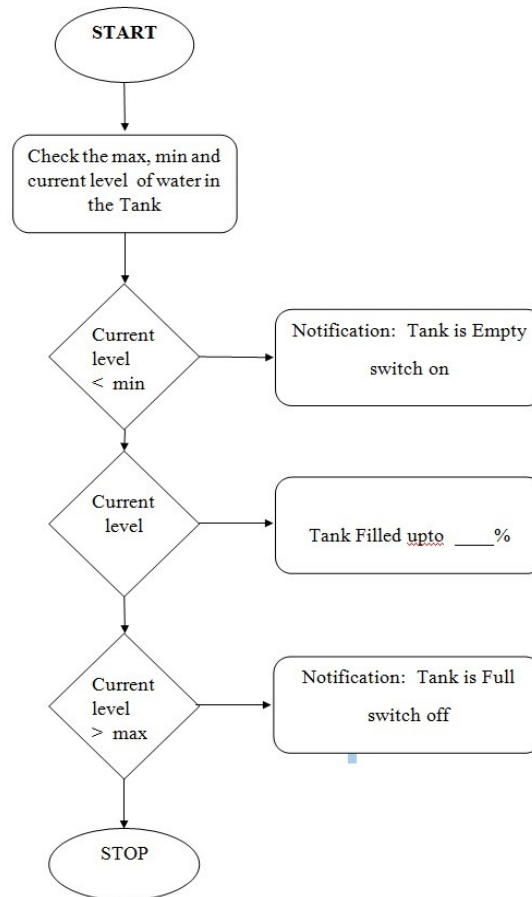 START
Check the max, min and
current level of water in
the Tank
Current
level
< min
Notification: Tank is Empty
switch on
Current
level
Tank Filled upto ____%
Current
level
> max
Notification: Tank is Full
switch off
STOP